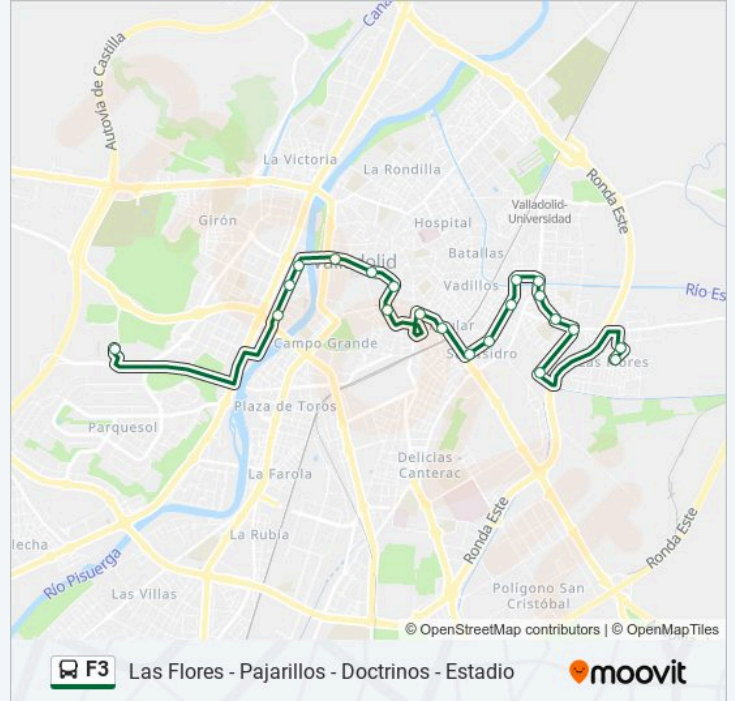 Autovía de Castilla
Cana
La Victoria
La Rondilla
Ronda Este
Valladolid-
Universidad
Girón
Hospital
Batallas
Valladolid
Vadillos
Río Es
Pilar
Campo Grande
San Isidro
Las Flores
Plaza de Toros
Parquesol
Delicias -
Canterac
La Farola
Ronda Este
La Rubia
lecha
Ronda Este
Río Pisuerga
Las Villas
Polígono San
Cristóbal
© OpenStreetMap contributors | © OpenMapTiles
F3 Las Flores - Pajarillos - Doctrinos - Estadio
moovit